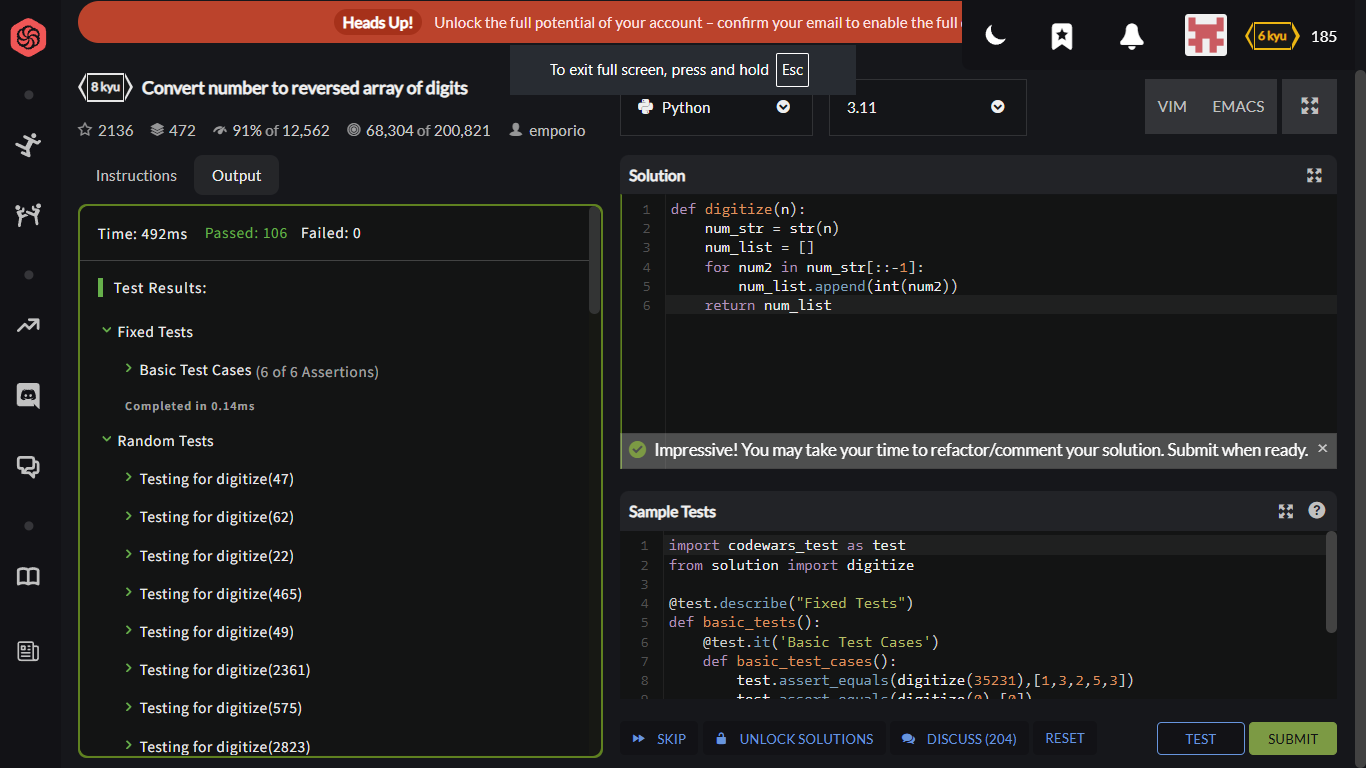 Heads Up! Unlock the full potential of your account – confirm your email to enable the full
6 kyu 185
To exit full screen, press and hold Esc
8 kyu Convert number to reversed array of digits
2136 472 91% of 12,562 68,304 of 200,821 emporio
Python 3.11 VIM EMACS
Instructions Output
Time: 492ms Passed: 106 Failed: 0
Test Results:
Fixed Tests
Basic Test Cases (6 of 6 Assertions)
Completed in 0.14ms
Random Tests
Testing for digitize(47)
Testing for digitize(62)
Testing for digitize(22)
Testing for digitize(465)
Testing for digitize(49)
Testing for digitize(2361)
Testing for digitize(575)
Testing for digitize(2823)
Solution
1 def digitize(n):
2     num_str = str(n)
3     num_list = []
4     for num2 in num_str[::-1]:
5         num_list.append(int(num2))
6     return num_list
Impressive! You may take your time to refactor/comment your solution. Submit when ready. ×
Sample Tests ?
1 import codewars_test as test
2 from solution import digitize
3
4 @test.describe("Fixed Tests")
5 def basic_tests():
6     @test.it('Basic Test Cases')
7     def basic_test_cases():
8         test.assert_equals(digitize(35231),[1,3,2,5,3])
9         test.assert_equals(digitize(0),[0])
SKIP UNLOCK SOLUTIONS DISCUSS (204) RESET TEST SUBMIT